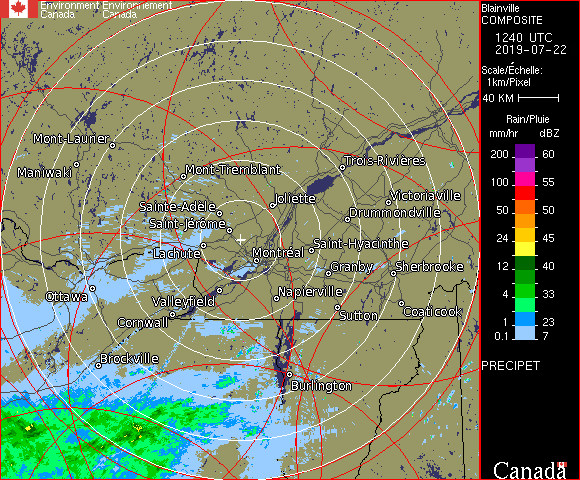 Environment Environnement
Canada Canada
Blainville
COMPOSITE
1240 UTC
2019-07-22
Scale/Échelle:
1km/Pixel
40 KM
Rain/Pluie
mm/hr dBZ
200 60
100 55
50 50
24 45
12 40
4 33
1 23
0.1 7
PRECIPET
Canada
Mont-Laurier
Maniwaki
Mont-Tremblant
Trois-Rivières
Sainte-Adèle
Joliette
Victoriaville
Drummondville
Saint-Jérôme
Lachute
Montréal
Saint-Hyacinthe
Granby
Sherbrooke
Ottawa
Valleyfield
Napierville
Cornwall
Sutton
Coaticook
Brockville
Burlington